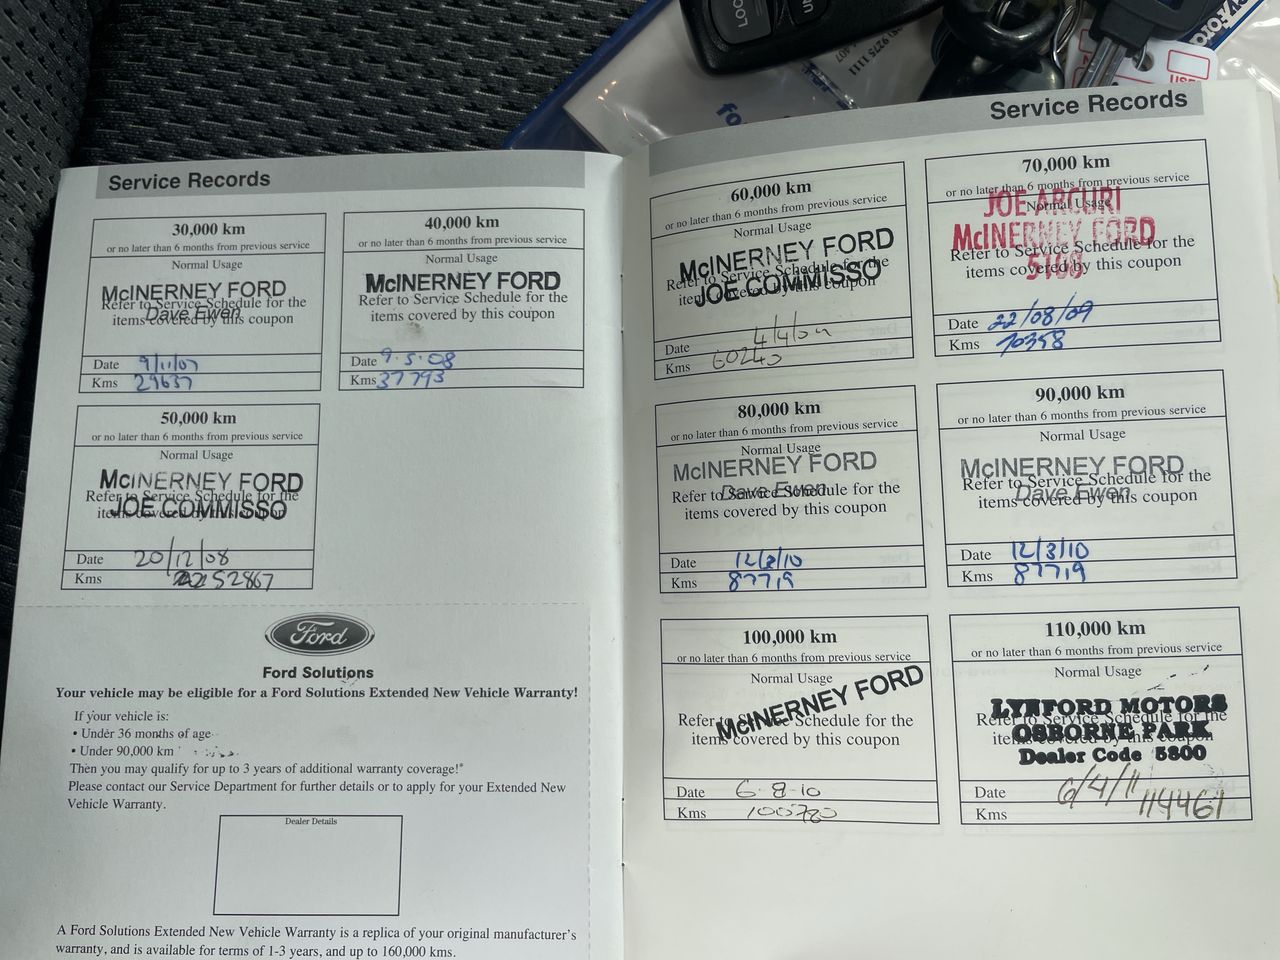 LOCK
UN
9275 1111
407
fo
USE
Ford
Service Records
30,000 km
or no later than 6 months from previous service
Normal Usage
McINERNEY FORD
Refer to Service Schedule for the
Dave Ewen
items covered by this coupon
Date 9/11/07
Kms 29637
40,000 km
or no later than 6 months from previous service
Normal Usage
McINERNEY FORD
Refer to Service Schedule for the
items covered by this coupon
Date 9.5.08
Kms 37793
50,000 km
or no later than 6 months from previous service
Normal Usage
McINERNEY FORD
Refer to Service Schedule for the
JOE COMMISSO
items covered by this coupon
Date 20/12/08
Kms 52867
Ford
Ford Solutions
Your vehicle may be eligible for a Ford Solutions Extended New Vehicle Warranty!
If your vehicle is:
• Under 36 months of age
• Under 90,000 km
Then you may qualify for up to 3 years of additional warranty coverage!*
Please contact our Service Department for further details or to apply for your Extended New
Vehicle Warranty.
Dealer Details
A Ford Solutions Extended New Vehicle Warranty is a replica of your original manufacturer's
warranty, and is available for terms of 1-3 years, and up to 160,000 kms.
Service Records
60,000 km
or no later than 6 months from previous service
Normal Usage
McINERNEY FORD
Refer to Service Schedule for the
JOE COMMISSO
items covered by this coupon
Date 4/4/09
Kms 60240
70,000 km
or no later than 6 months from previous service
Normal Usage
JOE ARCURI
McINERNEY FORD
Refer to Service Schedule for the
5108
items covered by this coupon
Date 22/08/09
Kms 70358
80,000 km
or no later than 6 months from previous service
Normal Usage
McINERNEY FORD
Dave Ewen
Refer to Service Schedule for the
items covered by this coupon
Date 12/3/10
Kms 87719
90,000 km
or no later than 6 months from previous service
Normal Usage
McINERNEY FORD
Refer to Service Schedule for the
Dave Ewen
items covered by this coupon
Date 12/3/10
Kms 87719
100,000 km
or no later than 6 months from previous service
Normal Usage
McINERNEY FORD
Refer to Service Schedule for the
items covered by this coupon
Date 6.8.10
Kms 100780
110,000 km
or no later than 6 months from previous service
Normal Usage
LYNFORD MOTORS
Refer to Service Schedule for the
OSBORNE PARK
items covered by this coupon
Dealer Code 5800
Date 6/4/11
Kms 114461